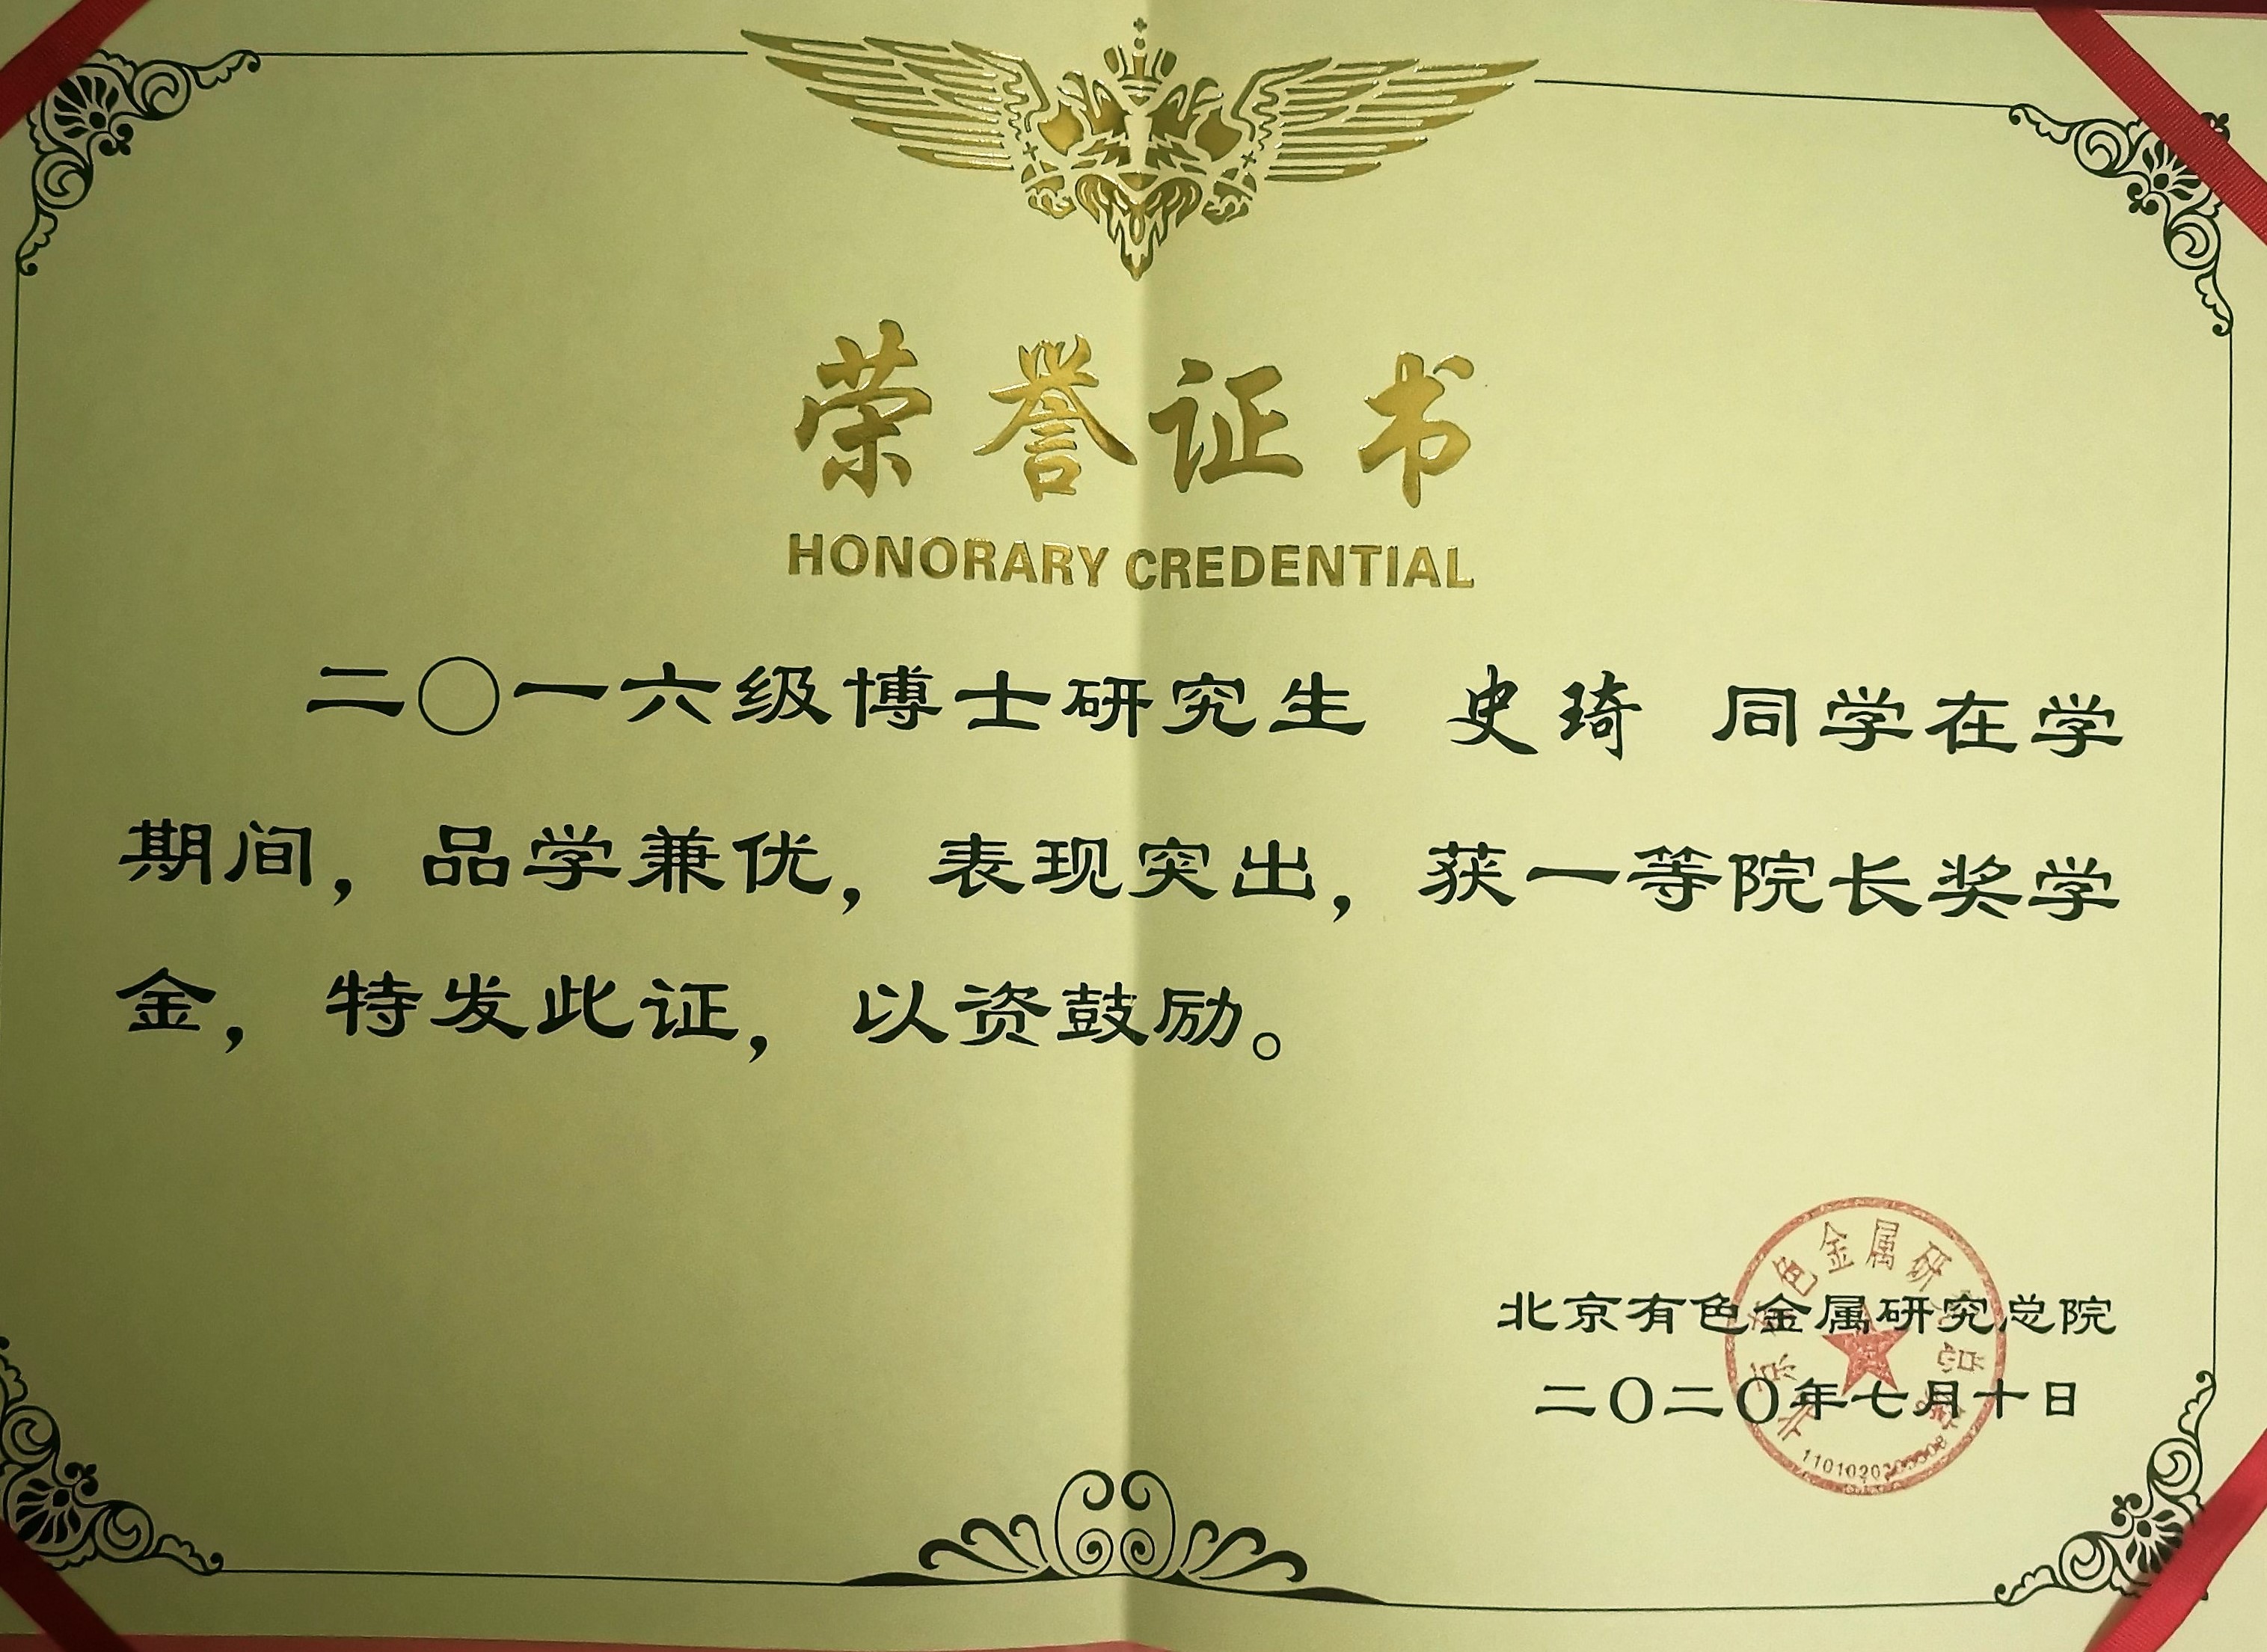 荣誉证书
HONORARY CREDENTIAL
二〇一六级博士研究生 史琦 同学在学
期间，品学兼优，表现突出，获一等院长奖学
金，特发此证，以资鼓励。
北京有色金属研究总院
二〇二〇年七月十日